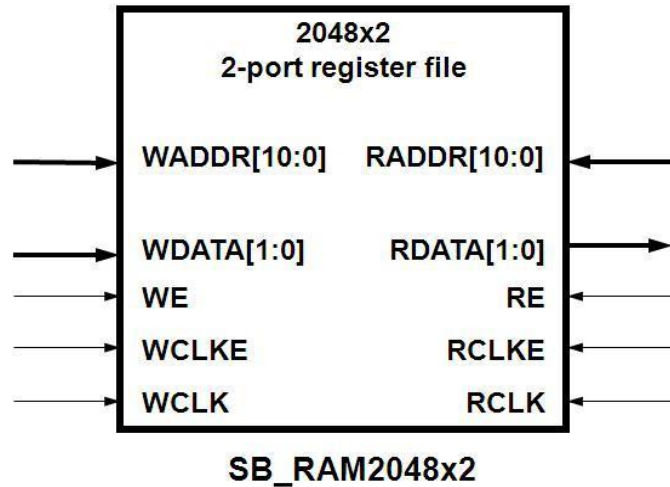 2048x2
2-port register file
WADDR[10:0] RADDR[10:0]
WDATA[1:0] RDATA[1:0]
WE RE
WCLKE RCLKE
WCLK RCLK
SB_RAM2048x2